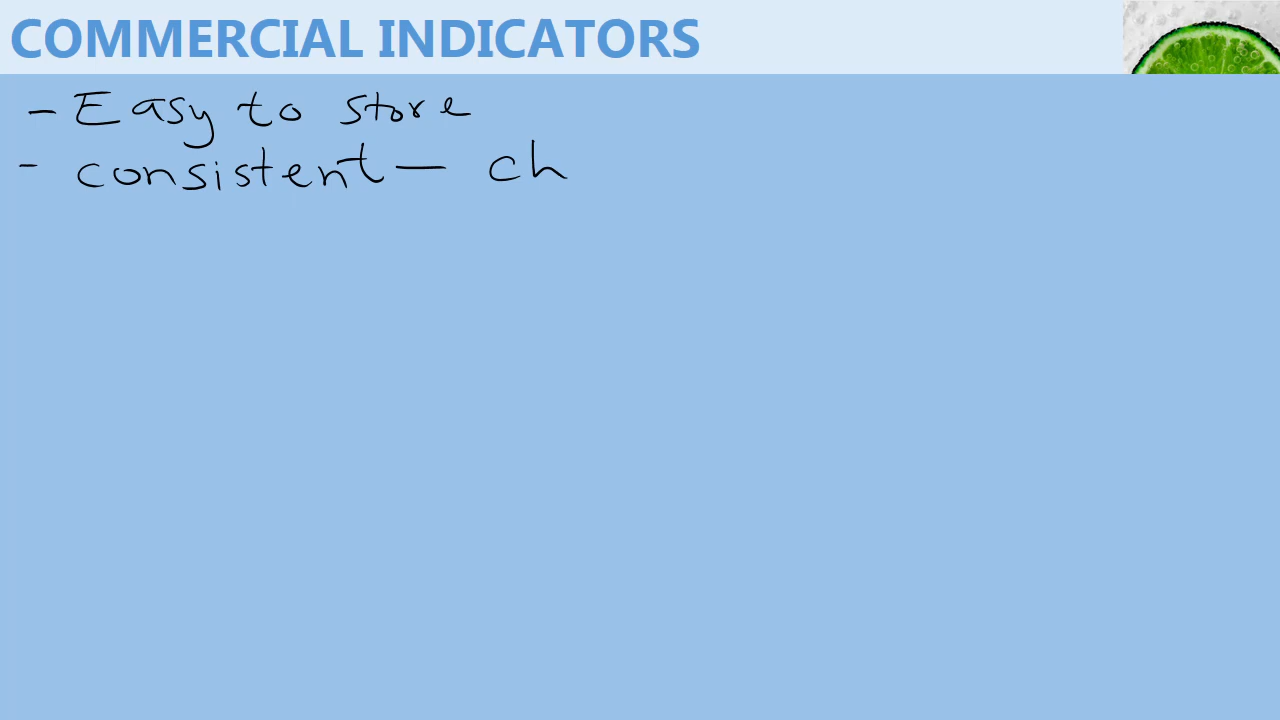 COMMERCIAL INDICATORS
- Easy to store
- consistent — ch